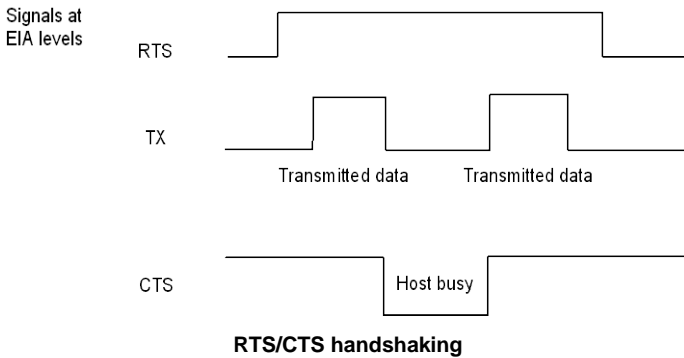 Signals at
EIA levels
RTS
TX
Transmitted data
Transmitted data
CTS
Host busy
RTS/CTS handshaking